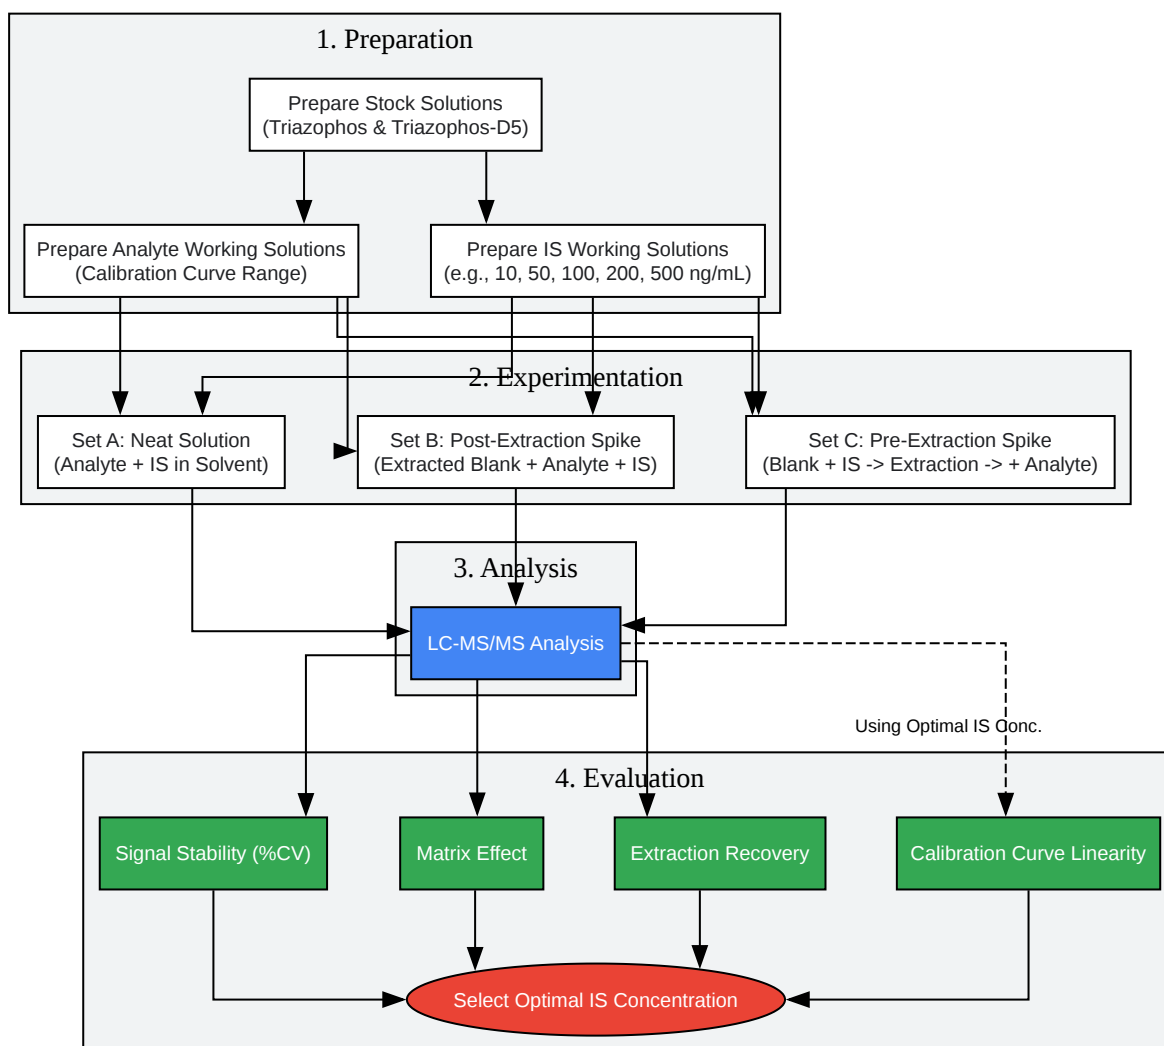 1. Preparation
Prepare Stock Solutions
(Triazophos & Triazophos-D5)
Prepare Analyte Working Solutions
(Calibration Curve Range)
Prepare IS Working Solutions
(e.g., 10, 50, 100, 200, 500 ng/mL)
2. Experimentation
Set A: Neat Solution
(Analyte + IS in Solvent)
Set B: Post-Extraction Spike
(Extracted Blank + Analyte + IS)
Set C: Pre-Extraction Spike
(Blank + IS -> Extraction -> + Analyte)
3. Analysis
LC-MS/MS Analysis
Using Optimal IS Conc.
4. Evaluation
Signal Stability (%CV)
Matrix Effect
Extraction Recovery
Calibration Curve Linearity
Select Optimal IS Concentration